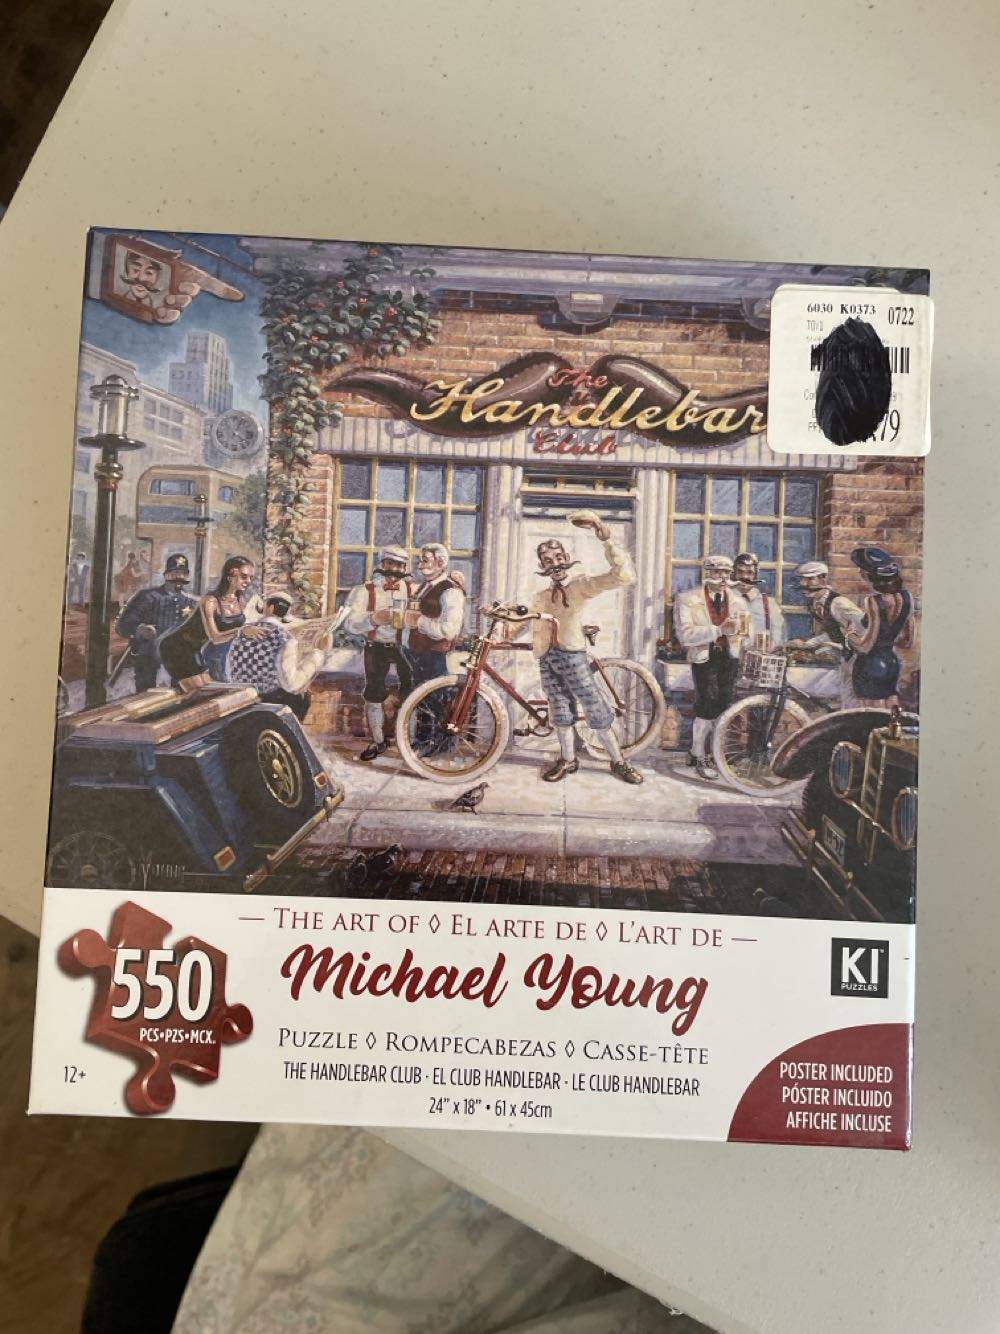 6030 K0373 0722
79
The
Handlebar
Club
YOUNG
THE ART OF ◊ EL ARTE DE ◊ L'ART DE
Michael Young
550
PCS•PZS•MCX.
KI
PUZZLES
PUZZLE ◊ ROMPECABEZAS ◊ CASSE-TÊTE
THE HANDLEBAR CLUB · EL CLUB HANDLEBAR · LE CLUB HANDLEBAR
24" x 18" • 61 x 45cm
12+
POSTER INCLUDED
PÓSTER INCLUIDO
AFFICHE INCLUSE